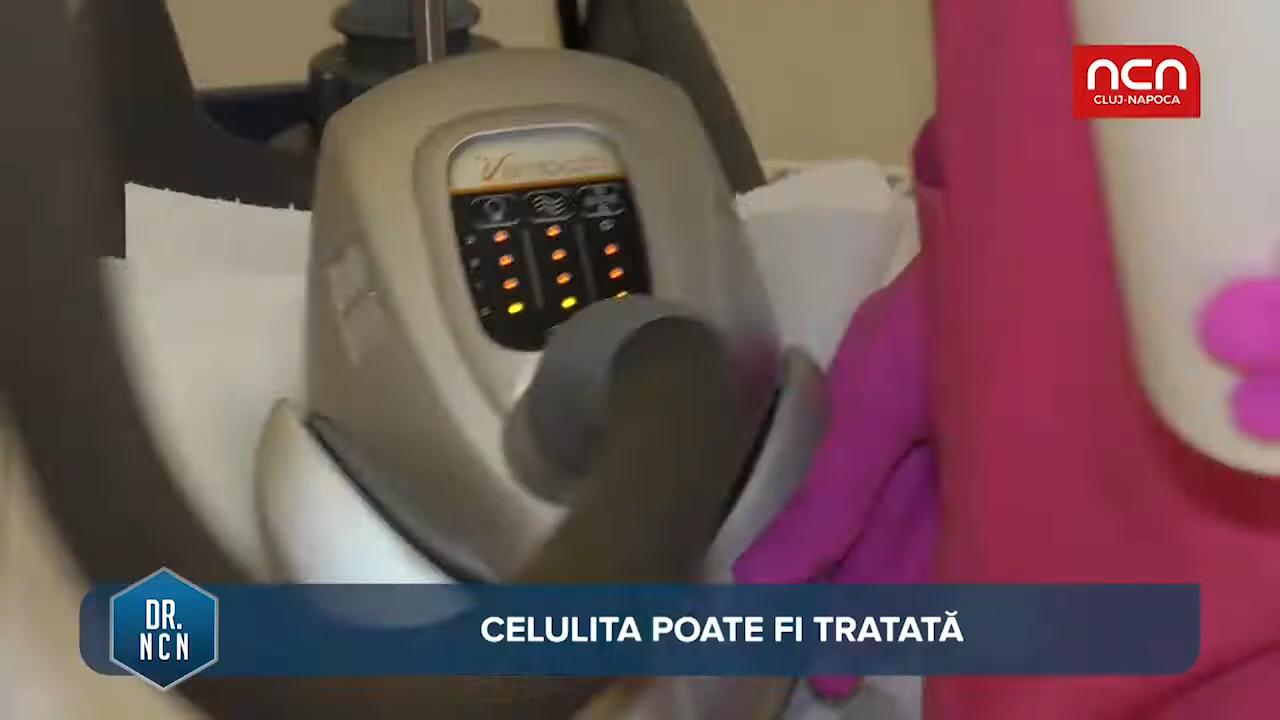 ncn
CLUJ-NAPOCA
DR.
NCN
CELULITA POATE FI TRATATĂ